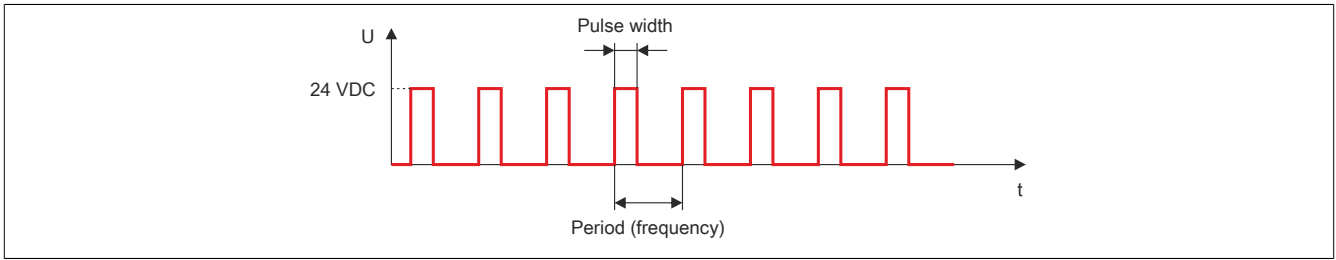 Pulse width
U
24 VDC
t
Period (frequency)